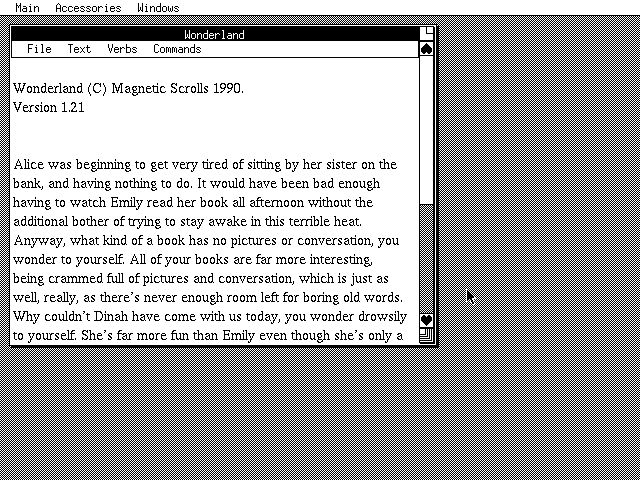 Main Accessories Windows
Wonderland
File Text Verbs Commands
Wonderland (C) Magnetic Scrolls 1990.
Version 1.21
Alice was beginning to get very tired of sitting by her sister on the
bank, and having nothing to do. It would have been bad enough
having to watch Emily read her book all afternoon without the
additional bother of trying to stay awake in this terrible heat.
Anyway, what kind of a book has no pictures or conversation, you
wonder to yourself. All of your books are far more interesting,
being crammed full of pictures and conversation, which is just as
well, really, as there's never enough room left for boring old words.
Why couldn't Dinah have come with us today, you wonder drowsily
to yourself. She's far more fun than Emily even though she's only a